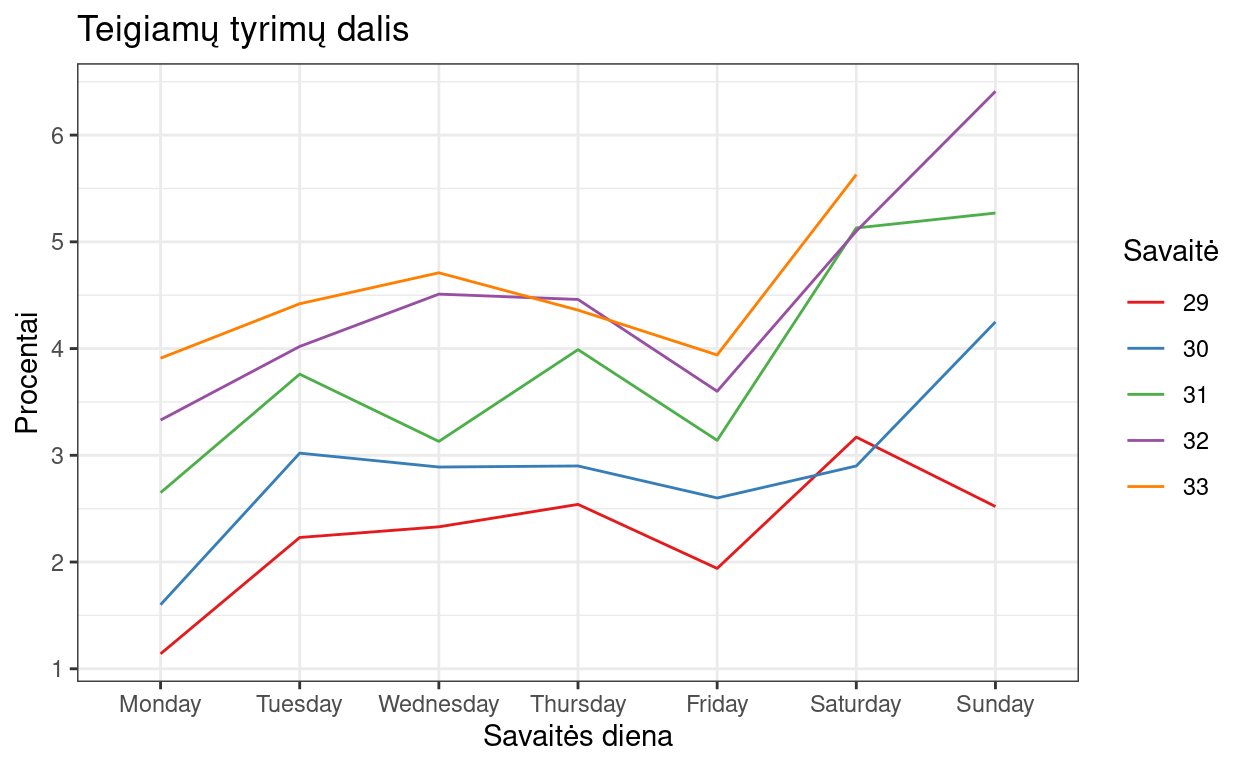 Teigiamų tyrimų dalis
Procentai
6
5
4
3
2
1
Monday Tuesday Wednesday Thursday Friday Saturday Sunday
Savaitės diena
Savaitė
29
30
31
32
33